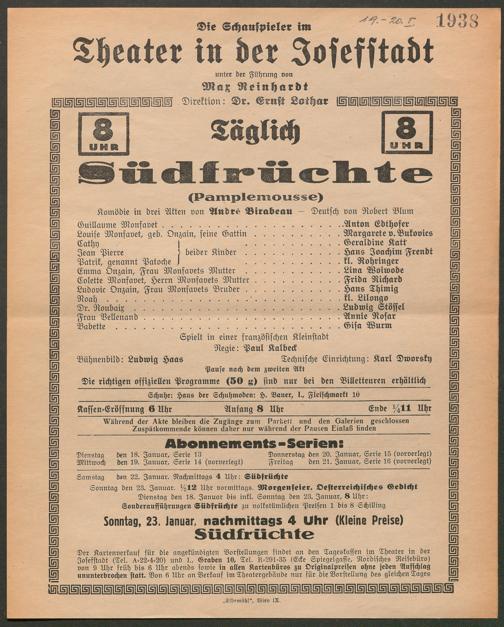 19.-20. I
1938
Die Schauspieler im
Theater in der Josefstadt
unter der Führung von
Max Reinhardt
Direktion: Dr. Ernst Lothar
8 UHR
Täglich
8 UHR
Südfrüchte
(Pamplemousse)
Komödie in drei Akten von André Birabeau — Deutsch von Robert Blum
Guillaume Monsavet . . . Anton Edthofer
Louise Monsavet, geb. Onzain, seine Gattin . . . Margarete v. Bukovics
Cathy . . . Geraldine Katt
Jean Pierre } beider Kinder . . . Hans Joachim Frendt
Patrik, genannt Patoche . . . kl. Rohringer
Emma Onzain, Frau Monsavets Mutter . . . Lina Woiwode
Colette Monsavet, Herrn Monsavets Mutter . . . Frida Richard
Ludovic Onzain, Frau Monsavets Bruder . . . Hans Thimig
Noah . . . kl. Lilongo
Dr. Roubaix . . . Ludwig Stössel
Frau Bellenand . . . Annie Rosar
Babette . . . Gisa Wurm
Spielt in einer französischen Kleinstadt
Regie: Paul Kalbeck
Bühnenbild: Ludwig Haas Technische Einrichtung: Karl Dworsky
Pause nach dem zweiten Akt
Die richtigen offiziellen Programme (50 g) sind nur bei den Billetteuren erhältlich
Schuhe: Haus der Schuhmoden: H. Bauer, I., Fleischmarkt 10
Kassen-Eröffnung 6 Uhr Anfang 8 Uhr Ende ½11 Uhr
Während der Akte bleiben die Zugänge zum Parkett und den Galerien geschlossen
Zuspätkommende können daher nur während der Pausen Einlaß finden
Abonnements-Serien:
Dienstag den 18. Januar, Serie 13 Donnerstag den 20. Januar, Serie 15 (vorverlegt)
Mittwoch den 19. Januar, Serie 14 (vorverlegt) Freitag den 21. Januar, Serie 16 (vorverlegt)
Samstag den 22. Januar, Nachmittags 4 Uhr: Südfrüchte
Sonntag den 23. Januar, ½12 Uhr vormittags. Morgenfeier. Oesterreichisches Gedicht
Dienstag den 18. Januar bis inkl. Sonntag den 23. Januar, 8 Uhr:
Sonderaufführungen Südfrüchte zu volkstümlichen Preisen 1 bis 8 Schilling
Sonntag, 23. Januar, nachmittags 4 Uhr (Kleine Preise)
Südfrüchte
Der Kartenverkauf für die angekündigten Vorstellungen findet an den Tageskassen im Theater in der
Josefstadt (Tel. A-22-4-20) und I., Graben 10, Tel. R-291-35 (Ecke Spiegelgasse, Nordisches Reisebüro)
von 9 Uhr früh bis 6 Uhr abends sowie in allen Kartenbüros zu Originalpreisen ohne jeden Aufschlag
ununterbrochen statt. Von 6 Uhr an Verkauf im Theatergebäude nur für die Vorstellung des gleichen Tages
„Elbemühl“, Wien IX.